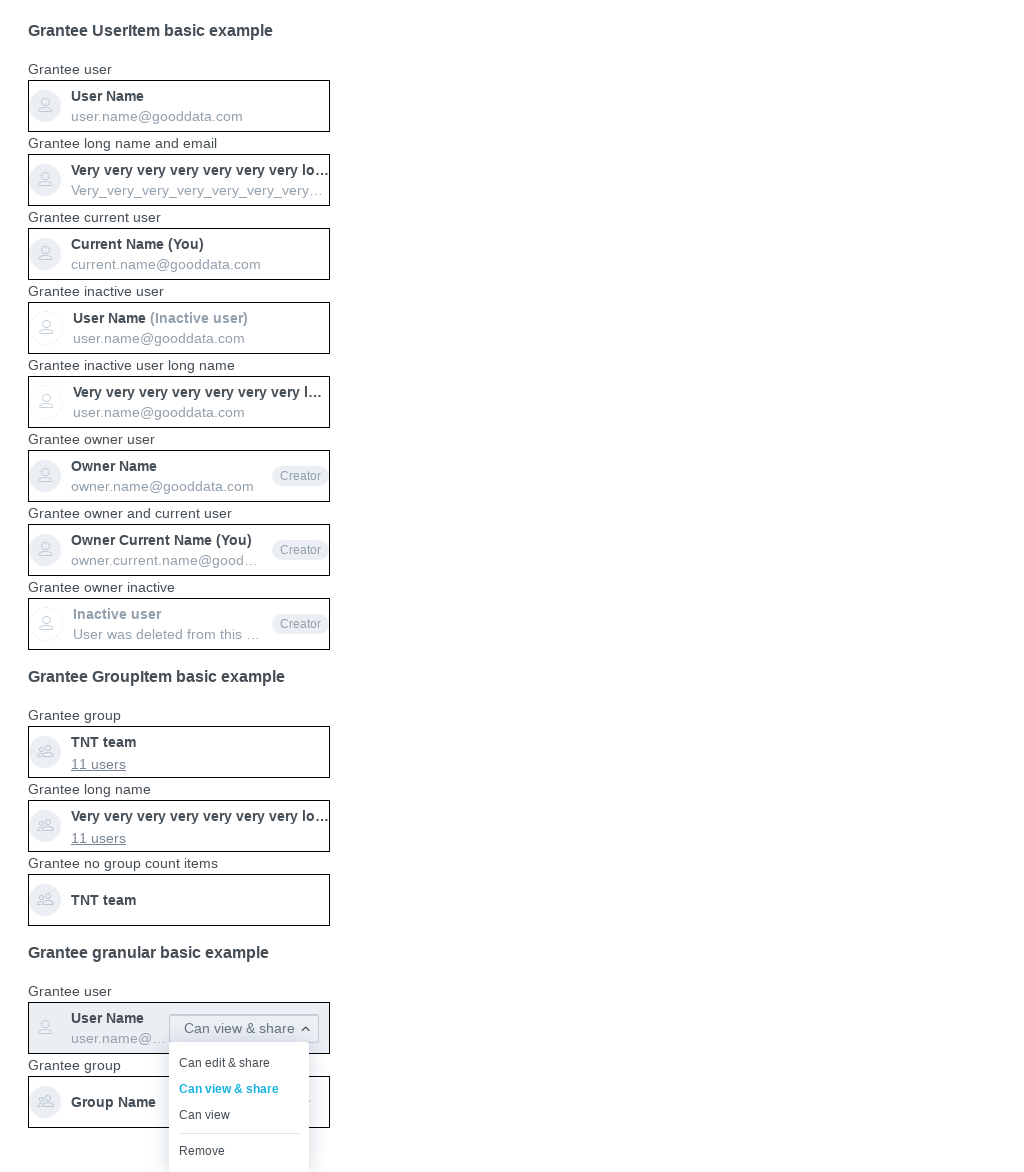 Grantee UserItem basic example
Grantee user
User Name
user.name@gooddata.com
Grantee long name and email
Very very very very very very very lo…
Very_very_very_very_very_very_very…
Grantee current user
Current Name (You)
current.name@gooddata.com
Grantee inactive user
User Name (Inactive user)
user.name@gooddata.com
Grantee inactive user long name
Very very very very very very very l…
user.name@gooddata.com
Grantee owner user
Owner Name
owner.name@gooddata.com
Creator
Grantee owner and current user
Owner Current Name (You)
owner.current.name@good…
Creator
Grantee owner inactive
Inactive user
User was deleted from this …
Creator
Grantee GroupItem basic example
Grantee group
TNT team
11 users
Grantee long name
Very very very very very very very lo…
11 users
Grantee no group count items
TNT team
Grantee granular basic example
Grantee user
User Name
user.name@…
Can view & share
Grantee group
Group Name
Can edit & share
Can view & share
Can view
Remove